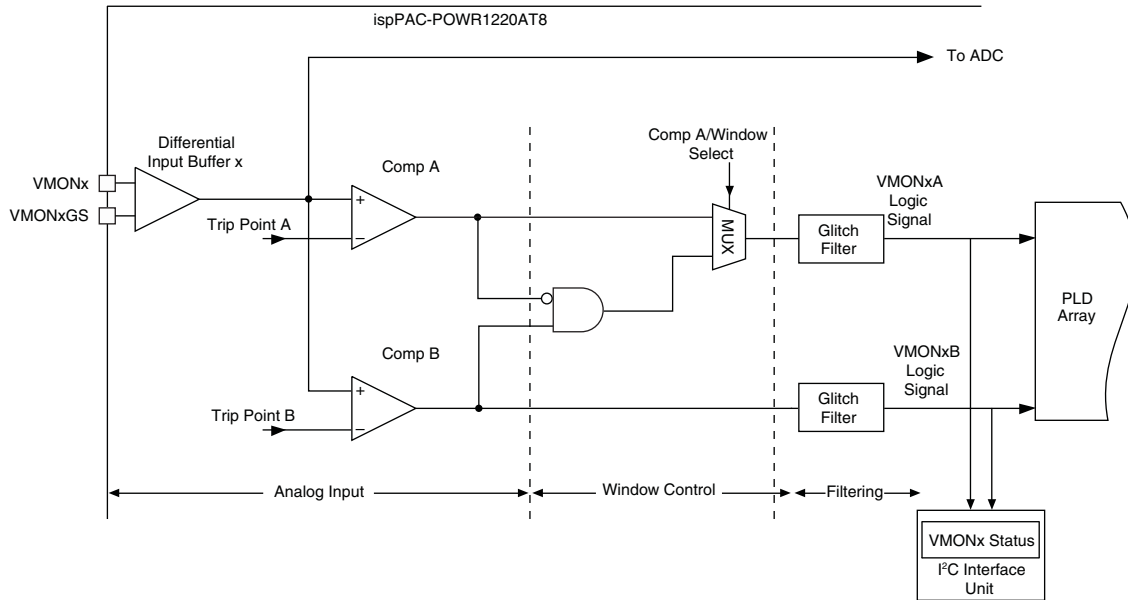 ispPAC-POWR1220AT8
To ADC
Differential
Input Buffer x
Comp A/Window
Select
Comp A
VMONx
VMONxGS
VMONxA
Logic
Signal
+
–
Trip Point A
MUX
Glitch
Filter
PLD
Array
Comp B
VMONxB
Logic
Signal
+
–
Trip Point B
Glitch
Filter
Analog Input
Window Control
Filtering
VMONx Status
I²C Interface
Unit